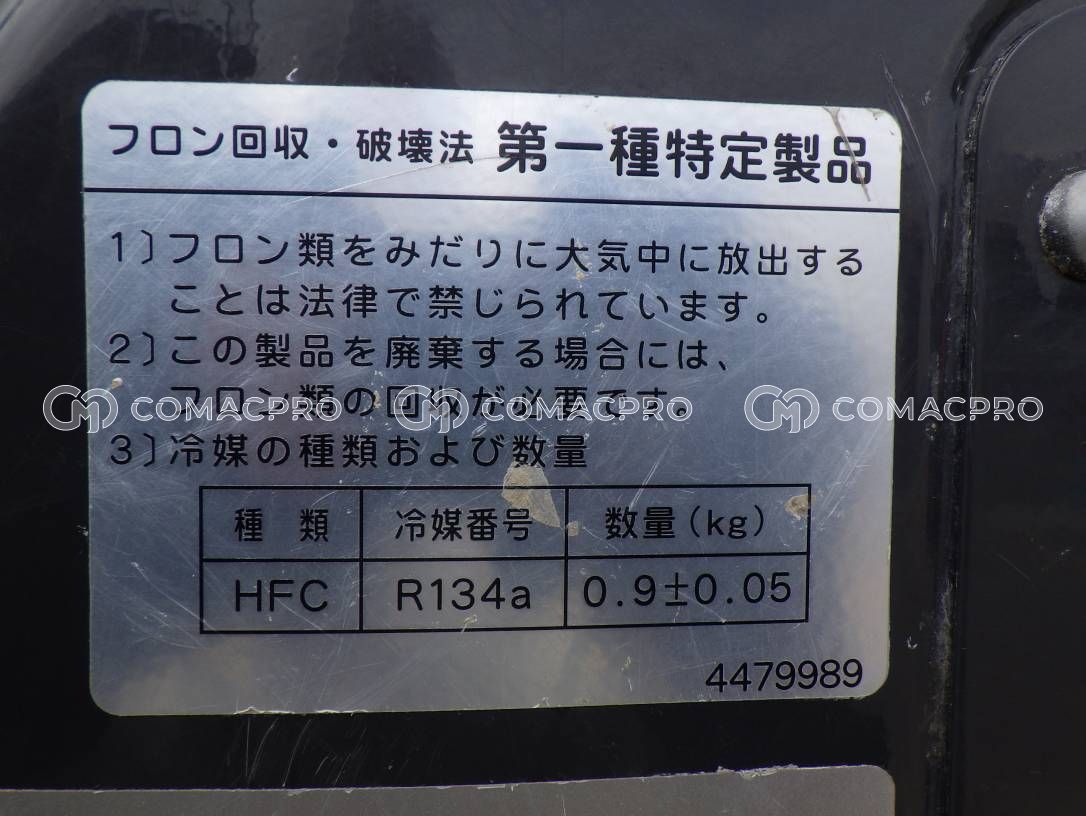 フロン回収・破壊法 第一種特定製品
1)フロン類をみだりに大気中に放出する
ことは法律で禁じられています。
2)この製品を廃棄する場合には、
フロン類の回収が必要です。
COMACPRO COMACPRO COMACPRO
3)冷媒の種類および数量
種類 冷媒番号 数量(kg)
HFC R134a 0.9±0.05
4479989